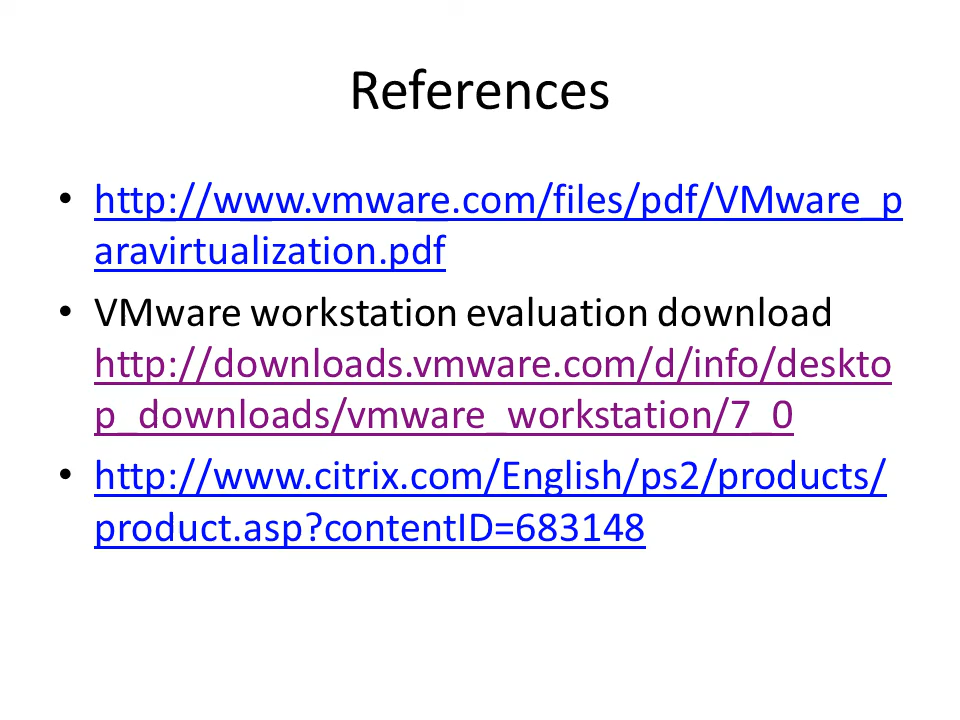 References
• http://www.vmware.com/files/pdf/VMware_p
aravirtualization.pdf
• VMware workstation evaluation download
http://downloads.vmware.com/d/info/deskto
p_downloads/vmware_workstation/7_0
• http://www.citrix.com/English/ps2/products/
product.asp?contentID=683148